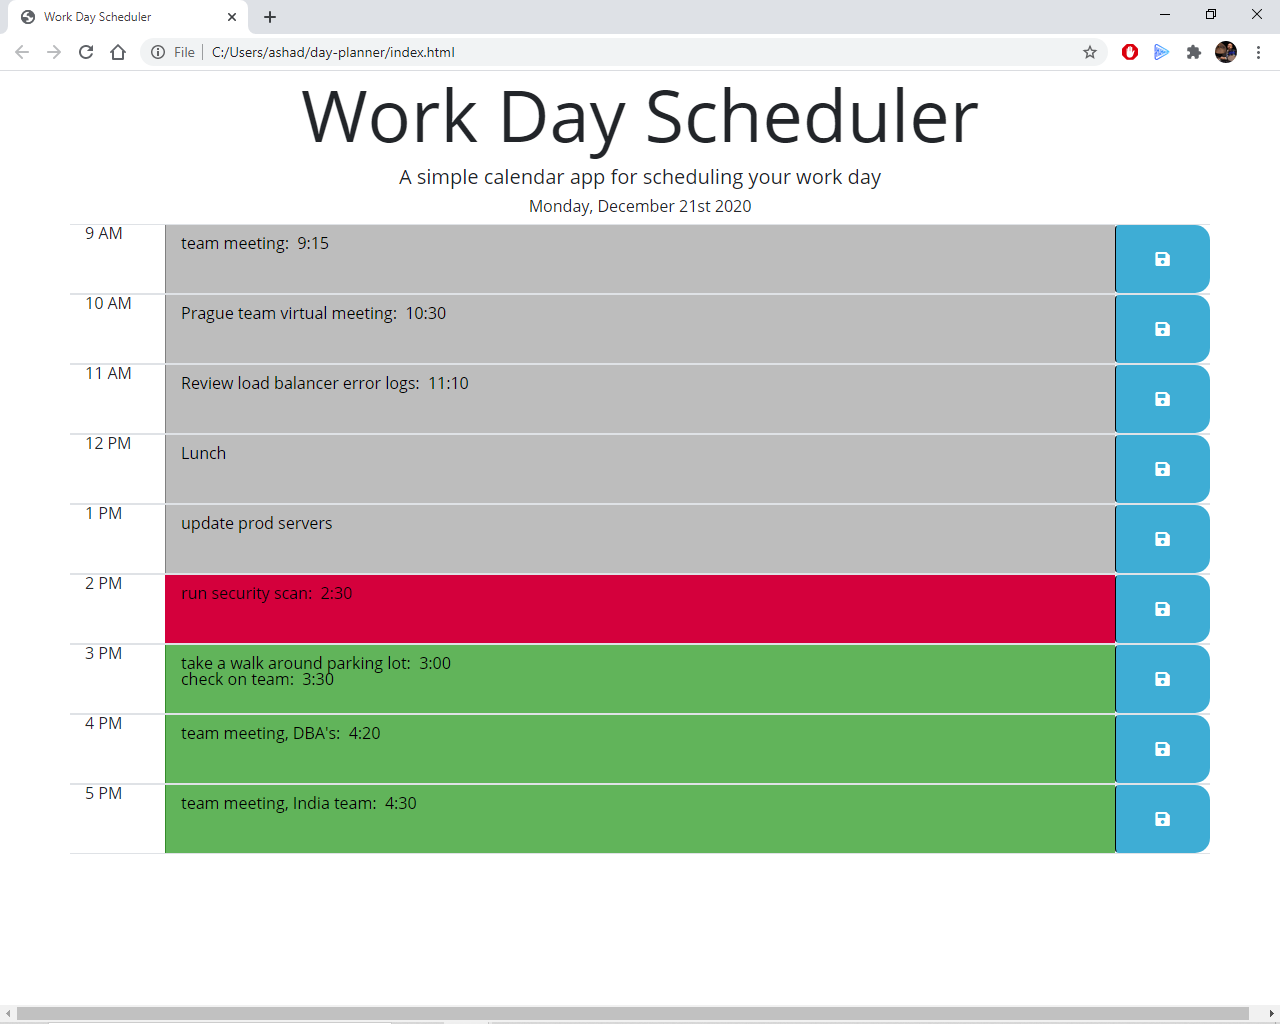 Work Day Scheduler
File
C:/Users/ashad/day-planner/index.html
Work Day Scheduler
A simple calendar app for scheduling your work day
Monday, December 21st 2020
9 AM
team meeting:  9:15
10 AM
Prague team virtual meeting:  10:30
11 AM
Review load balancer error logs:  11:10
12 PM
Lunch
1 PM
update prod servers
2 PM
run security scan:  2:30
3 PM
take a walk around parking lot:  3:00
check on team:  3:30
4 PM
team meeting, DBA's:  4:20
5 PM
team meeting, India team:  4:30